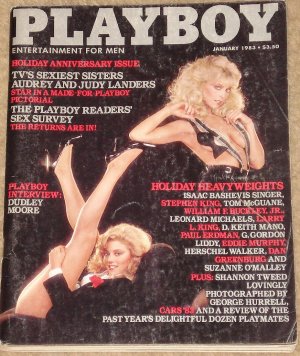 PLAYBOY
ENTERTAINMENT FOR MEN
JANUARY 1983 • $3.50
HOLIDAY ANNIVERSARY ISSUE
TV'S SEXIEST SISTERS
AUDREY AND JUDY LANDERS
STAR IN A MADE-FOR-PLAYBOY
PICTORIAL
THE PLAYBOY READERS'
SEX SURVEY
THE RETURNS ARE IN!
PLAYBOY
INTERVIEW:
DUDLEY
MOORE
HOLIDAY HEAVYWEIGHTS
ISAAC BASHEVIS SINGER,
STEPHEN KING, TOM McGUANE,
WILLIAM F. BUCKLEY, JR.,
LEONARD MICHAELS, LARRY
L. KING, D. KEITH MANO,
PAUL ERDMAN, G. GORDON
LIDDY, EDDIE MURPHY,
HERSCHEL WALKER, DAN
GREENBURG AND
SUZANNE O'MALLEY
PLUS: SHANNON TWEED
LOVINGLY
PHOTOGRAPHED BY
GEORGE HURRELL,
CARS '83 AND A REVIEW OF THE
PAST YEAR'S DELIGHTFUL DOZEN PLAYMATES